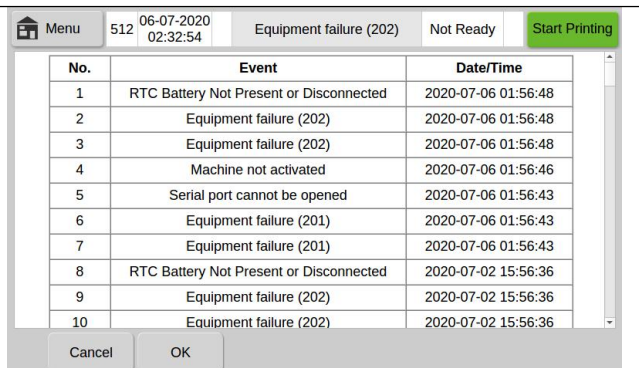 Menu 512 06-07-2020 02:32:54 Equipment failure (202) Not Ready Start Printing
No. Event Date/Time
1 RTC Battery Not Present or Disconnected 2020-07-06 01:56:48
2 Equipment failure (202) 2020-07-06 01:56:48
3 Equipment failure (202) 2020-07-06 01:56:48
4 Machine not activated 2020-07-06 01:56:46
5 Serial port cannot be opened 2020-07-06 01:56:43
6 Equipment failure (201) 2020-07-06 01:56:43
7 Equipment failure (201) 2020-07-06 01:56:43
8 RTC Battery Not Present or Disconnected 2020-07-02 15:56:36
9 Equipment failure (202) 2020-07-02 15:56:36
10 Equipment failure (202) 2020-07-02 15:56:36
Cancel OK